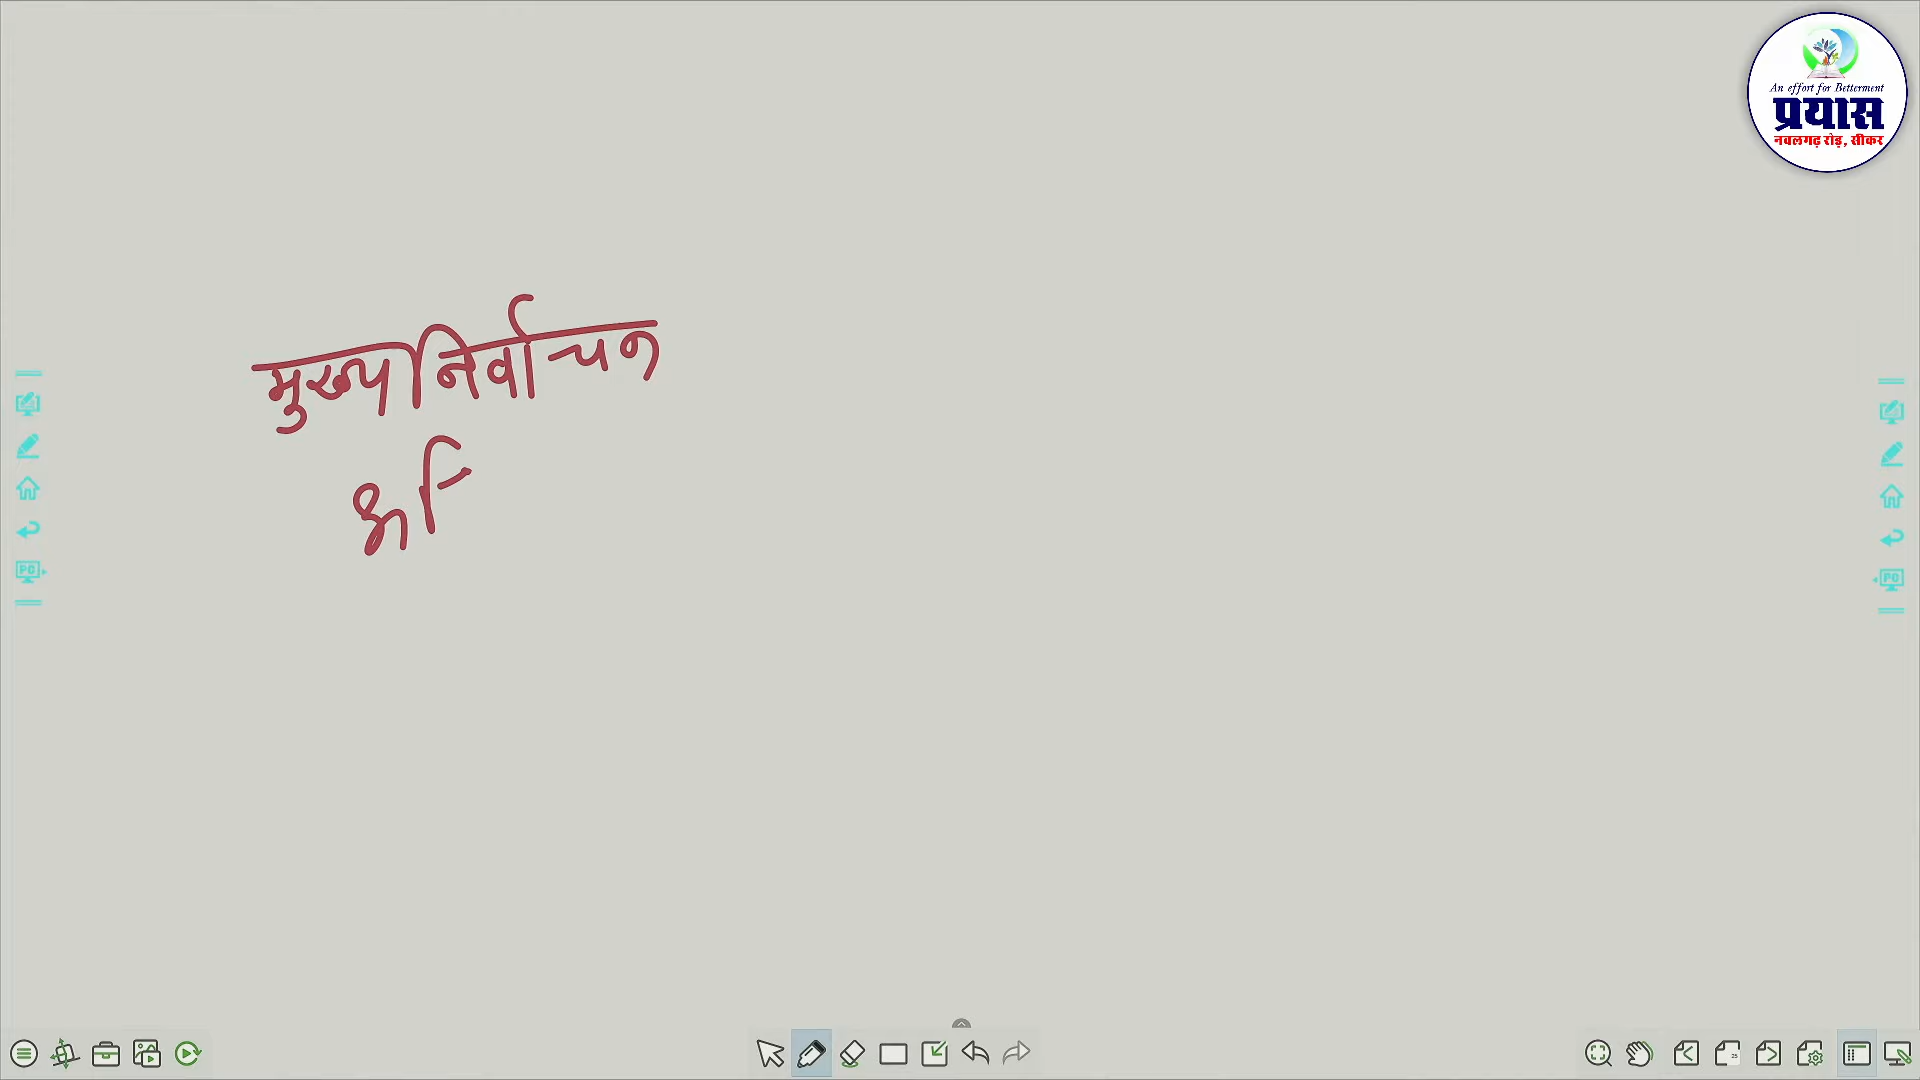 An effort for Betterment
प्रयास
नवलगढ़ रोड़, सीकर
मुख्य निर्वाचन